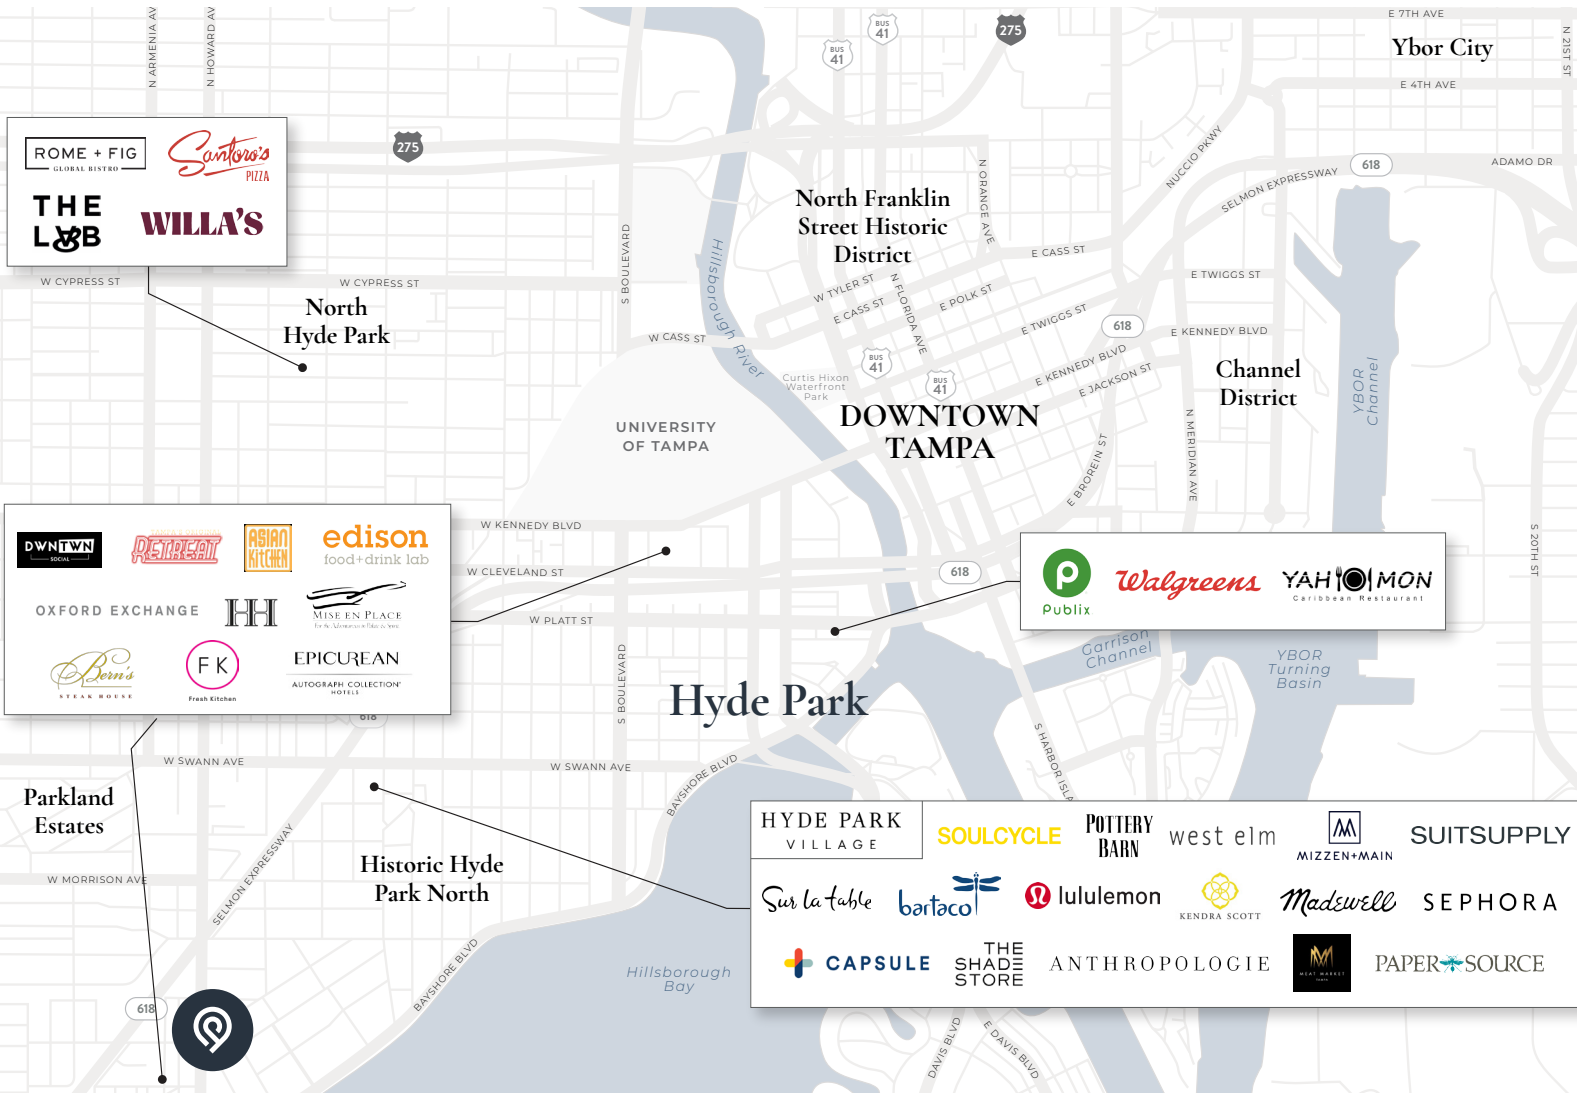 E 7TH AVE
Ybor City
N 21ST ST
E 4TH AVE
N ARMENIA AV
N HOWARD AV
BUS
41
BUS
41
275
275
ROME + FIG
GLOBAL BISTRO
Santoro's
PIZZA
THE
LAB
WILLA'S
618
ADAMO DR
NUCCIO PKWY
SELMON EXPRESSWAY
N ORANGE AVE
North Franklin
Street Historic
District
S BOULEVARD
Hillsborough River
E CASS ST
W CYPRESS ST
W CYPRESS ST
W TYLER ST
E CASS ST
N FLORIDA AVE
E POLK ST
E TWIGGS ST
E TWIGGS ST
North
Hyde Park
W CASS ST
618
E KENNEDY BLVD
E KENNEDY BLVD
E JACKSON ST
BUS
41
BUS
41
Curtis Hixon
Waterfront
Park
Channel
District
YBOR
Channel
DOWNTOWN
TAMPA
UNIVERSITY
OF TAMPA
N MERIDIAN AVE
E BROREIN ST
S 20TH ST
DWNTWN
SOCIAL
RETREAT
ASIAN
KITCHEN
edison
food+drink lab
OXFORD EXCHANGE
HH
MISE EN PLACE
Bern's
STEAK HOUSE
FK
Fresh Kitchen
EPICUREAN
AUTOGRAPH COLLECTION
HOTELS
W KENNEDY BLVD
W CLEVELAND ST
W PLATT ST
618
Publix
Walgreens
YAH MON
Caribbean Restaurant
Garrison
Channel
YBOR
Turning
Basin
S BOULEVARD
Hyde Park
618
W SWANN AVE
W SWANN AVE
BAYSHORE BLVD
S HARBOR ISLA
Parkland
Estates
Historic Hyde
Park North
W MORRISON AVE
SELMON EXPRESSWAY
BAYSHORE BLVD
Hillsborough
Bay
618
HYDE PARK
VILLAGE
SOULCYCLE
POTTERY
BARN
west elm
MIZZEN+MAIN
SUITSUPPLY
Sur la table
bartaco
lululemon
KENDRA SCOTT
Madewell
SEPHORA
CAPSULE
THE
SHADE
STORE
ANTHROPOLOGIE
MEAT MARKET
PAPER SOURCE
DAVIS BLVD
E DAVIS BLVD